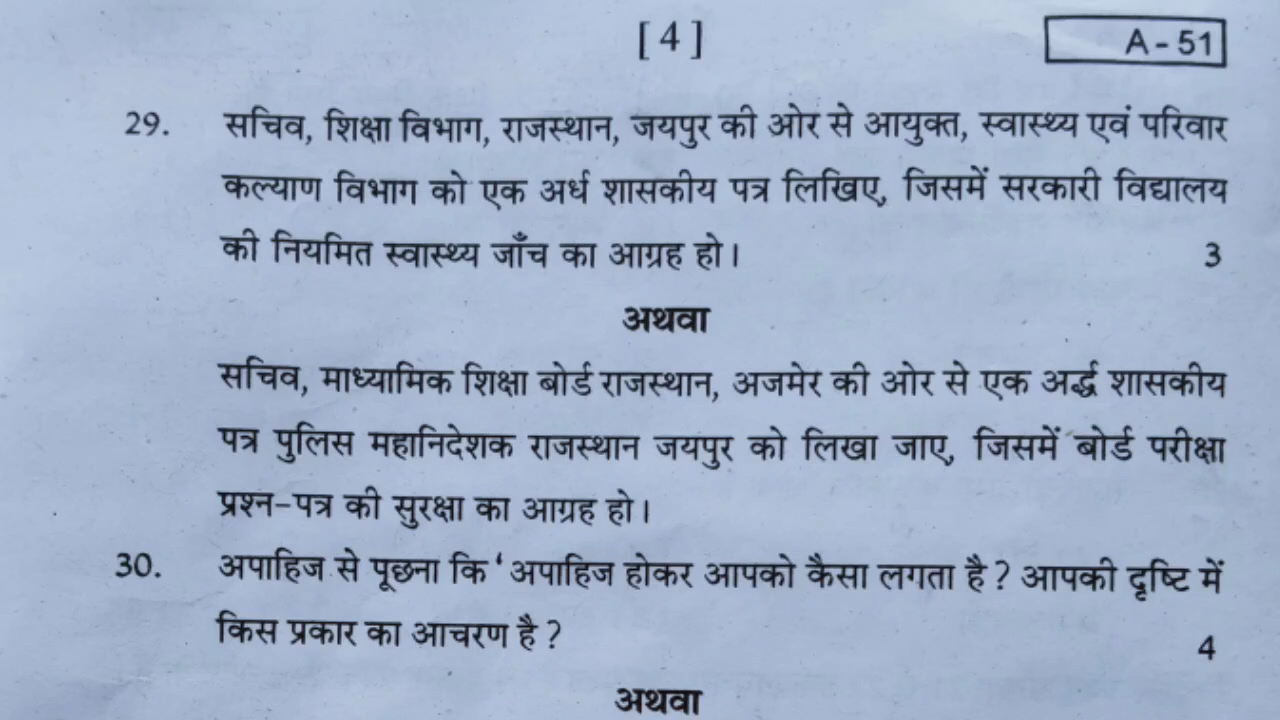 [ 4 ]
A - 51
29. सचिव, शिक्षा विभाग, राजस्थान, जयपुर की ओर से आयुक्त, स्वास्थ्य एवं परिवार
कल्याण विभाग को एक अर्ध शासकीय पत्र लिखिए, जिसमें सरकारी विद्यालय
की नियमित स्वास्थ्य जाँच का आग्रह हो। 3
अथवा
सचिव, माध्यामिक शिक्षा बोर्ड राजस्थान, अजमेर की ओर से एक अर्द्ध शासकीय
पत्र पुलिस महानिदेशक राजस्थान जयपुर को लिखा जाए, जिसमें बोर्ड परीक्षा
प्रश्न-पत्र की सुरक्षा का आग्रह हो।
30. अपाहिज से पूछना कि ‘ अपाहिज होकर आपको कैसा लगता है ? आपकी दृष्टि में
किस प्रकार का आचरण है ? 4
अथवा